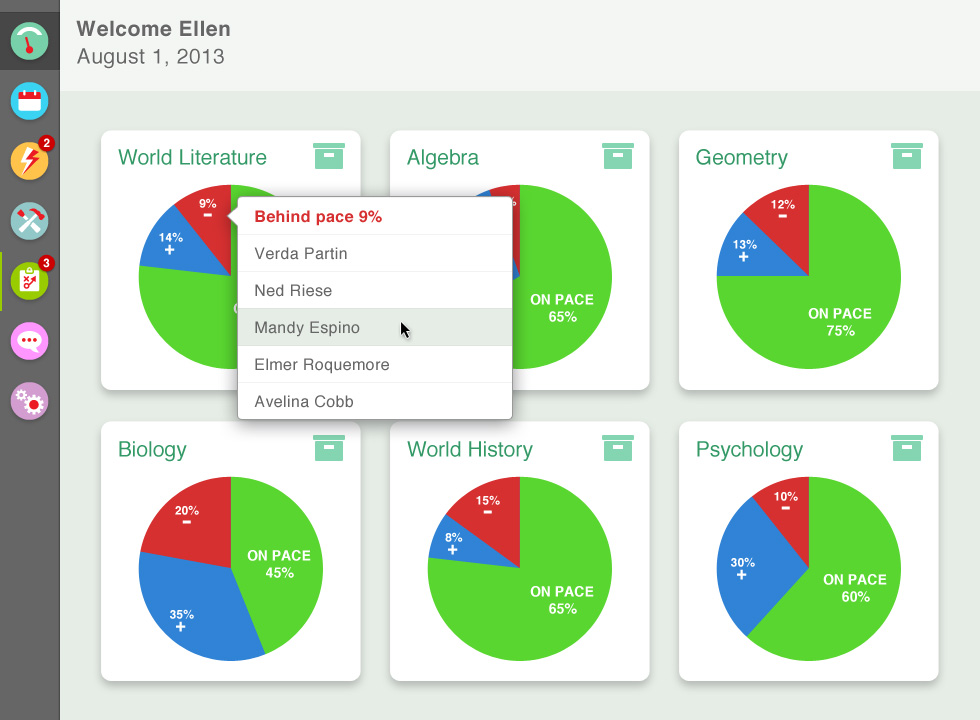 Welcome Ellen
August 1, 2013
2
3
World Literature
9%
14%
Behind pace 9%
Verda Partin
Ned Riese
Mandy Espino
Elmer Roquemore
Avelina Cobb
Algebra
ON PACE
65%
Geometry
12%
13%
ON PACE
75%
Biology
20%
35%
ON PACE
45%
World History
15%
8%
ON PACE
65%
Psychology
10%
30%
ON PACE
60%